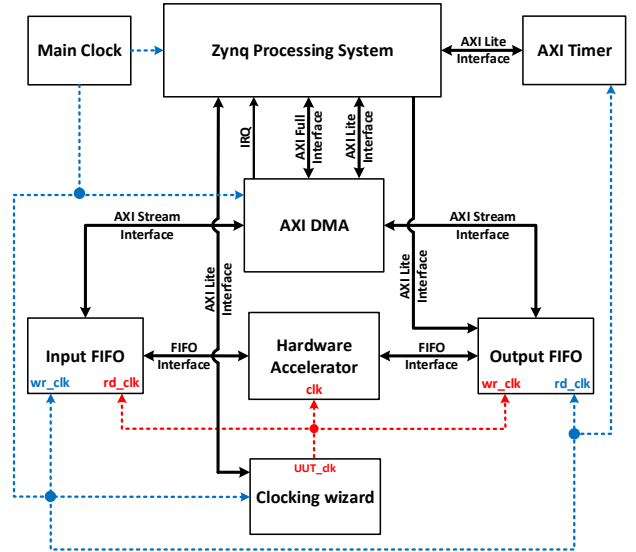 Main Clock
Zynq Processing System
AXI Lite
Interface
AXI Timer
IRQ
AXI Full
Interface
AXI Lite
Interface
AXI Stream
Interface
AXI DMA
AXI Stream
Interface
AXI Lite
Interface
AXI Lite
Interface
Input FIFO
wr_clk
rd_clk
FIFO
Interface
Hardware
Accelerator
clk
FIFO
Interface
Output FIFO
wr_clk
rd_clk
UUT_clk
Clocking wizard